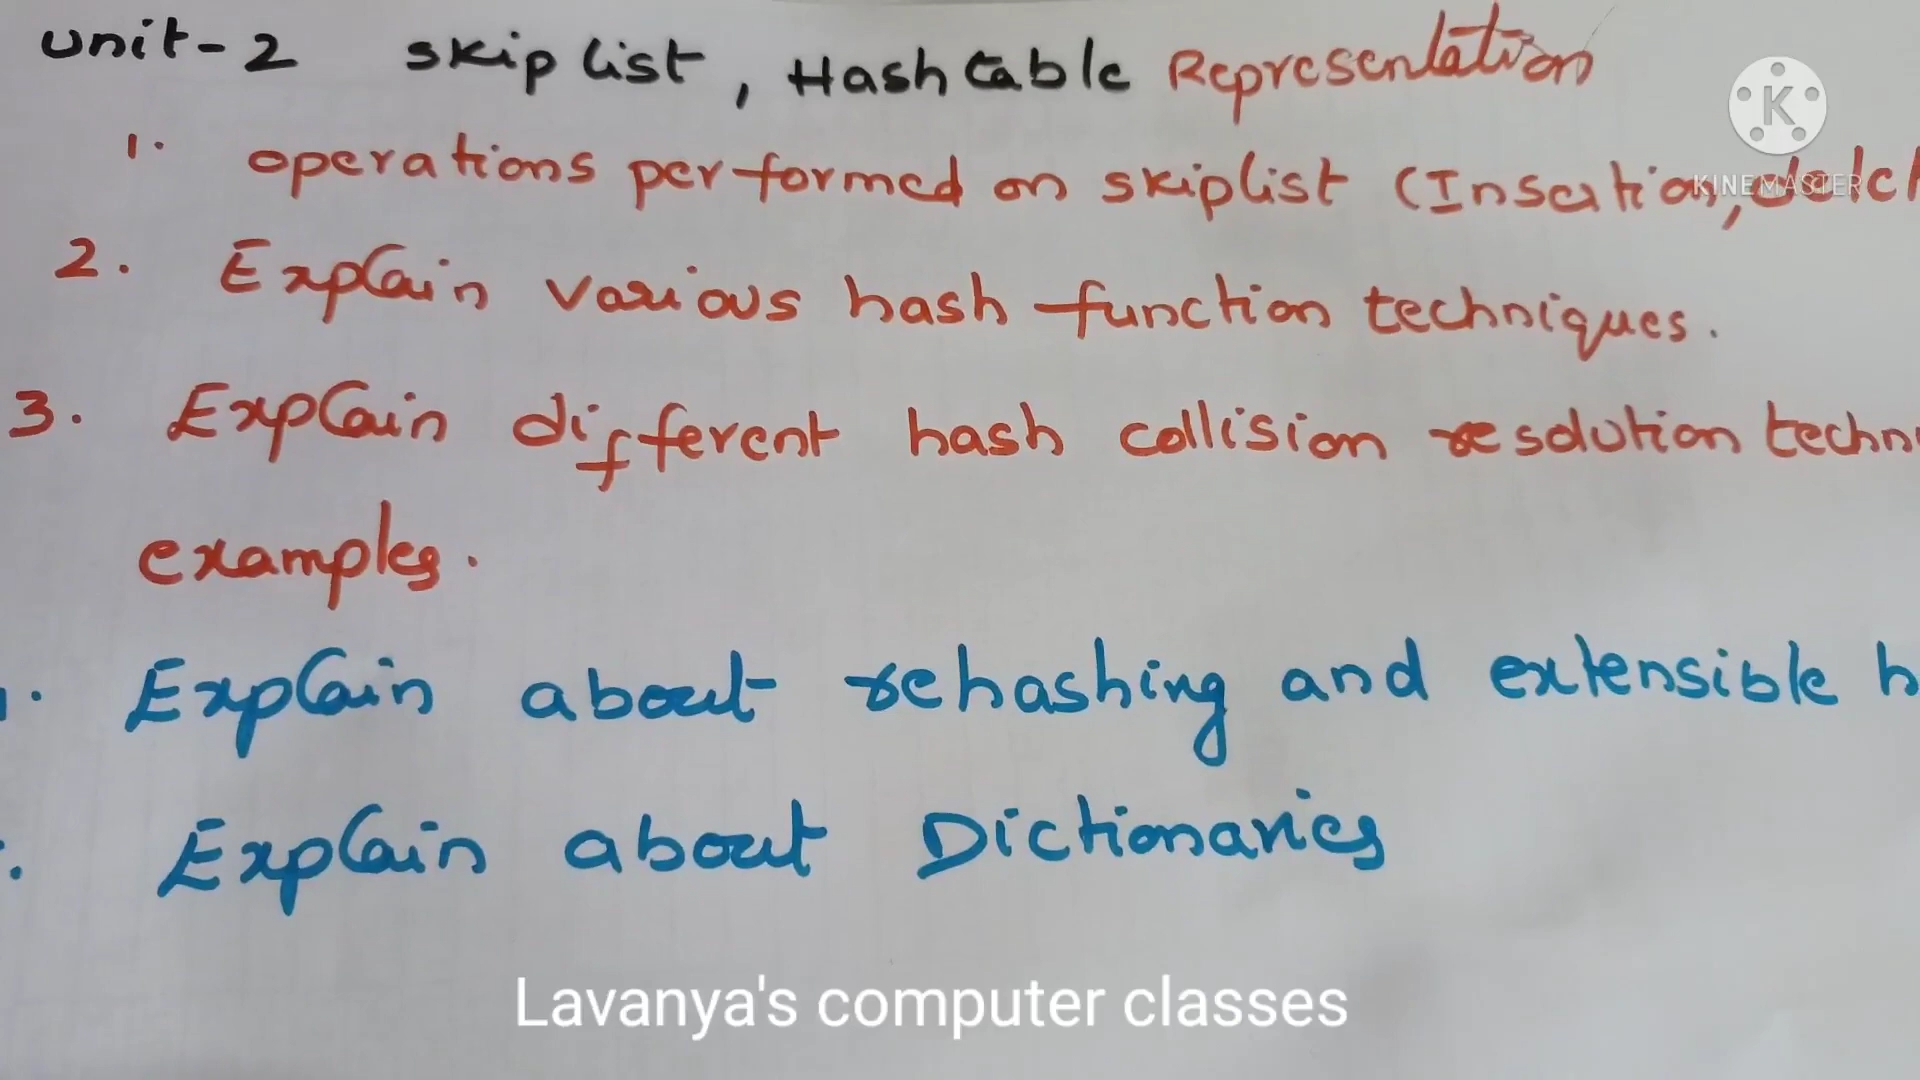 Unit-2 skip list, Hash table Representation
K
1. operations performed on skiplist (Insertion,
KINEMASTER
2. Explain various hash function techniques.
3. Explain different hash collision resolution techni
examples.
. Explain about rehashing and extensible h
. Explain about Dictionaries
Lavanya's computer classes